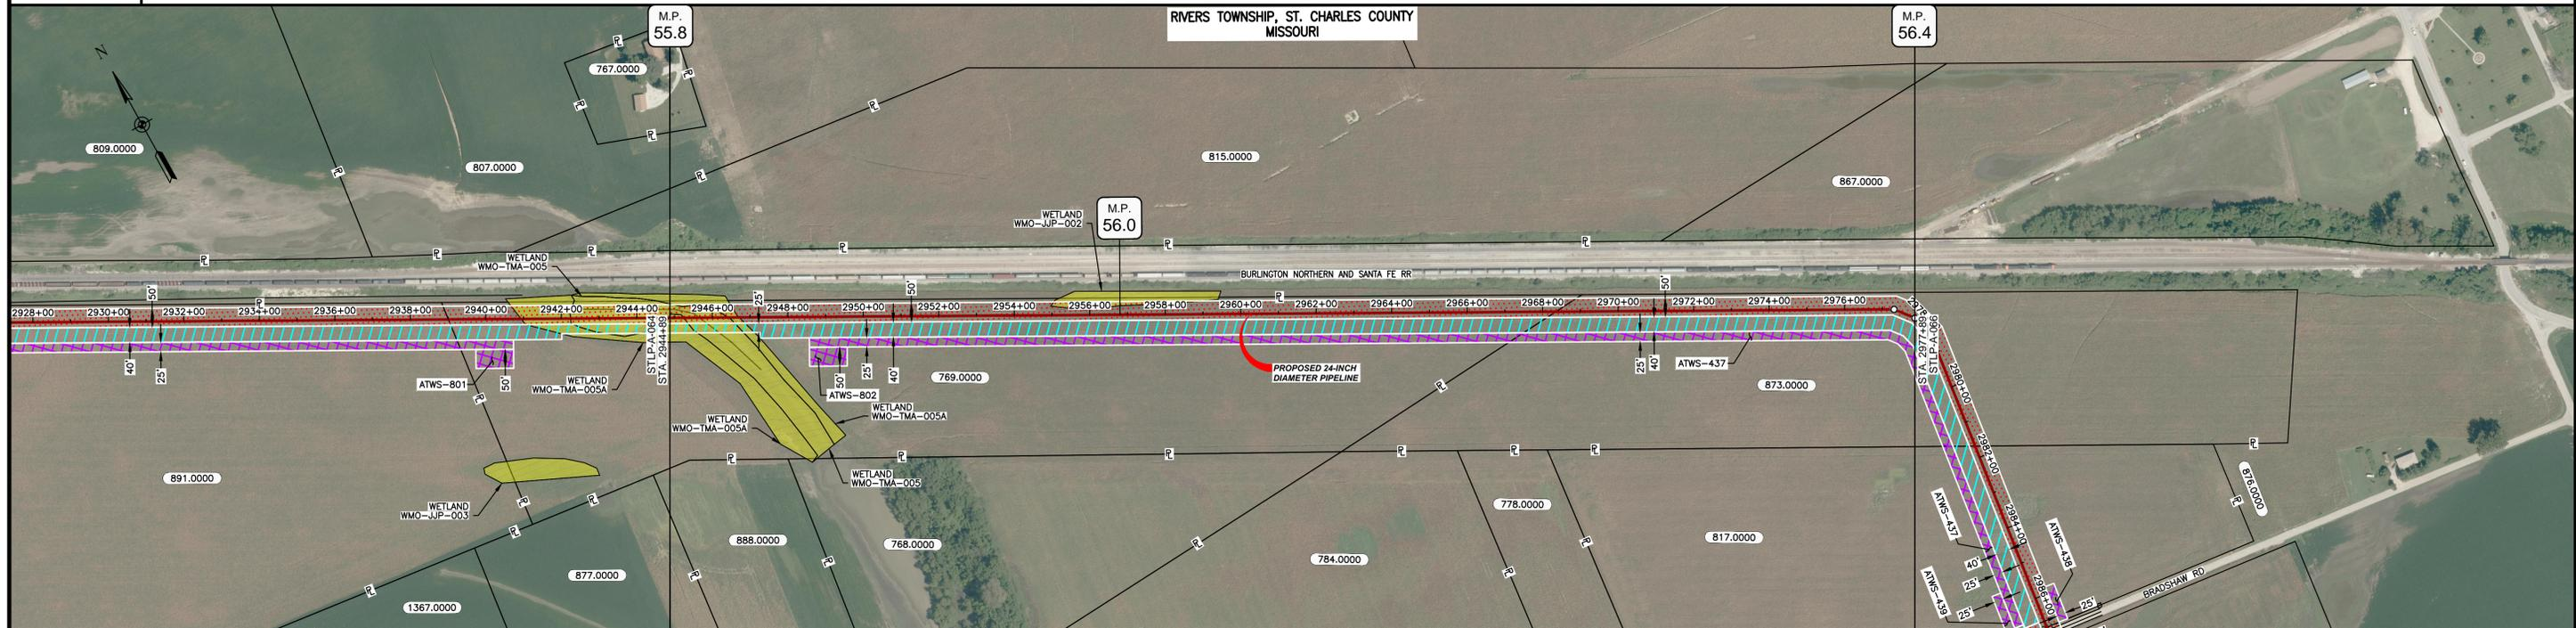 RIVERS TOWNSHIP, ST. CHARLES COUNTY
MISSOURI
M.P.
55.8
M.P.
56.4
N
767.0000
809.0000
807.0000
815.0000
867.0000
M.P.
56.0
WETLAND
WMO-JJP-002
WETLAND
WMO-TMA-005
BURLINGTON NORTHERN AND SANTA FE RR
50'
25'
50'
50'
2928+00
2930+00
2932+00
2934+00
2936+00
2938+00
2940+00
2942+00
2944+00
2946+00
2948+00
2950+00
2952+00
2954+00
2956+00
2958+00
2960+00
2962+00
2964+00
2966+00
2968+00
2970+00
2972+00
2974+00
2976+00
STLP-A-064
STA. 2944+89
STA. 2977+89
STLP-A-066
40'
25'
ATWS-801
50'
WETLAND
WMO-TMA-005A
50'
25'
40'
ATWS-802
769.0000
PROPOSED 24-INCH
DIAMETER PIPELINE
25'
40'
ATWS-437
873.0000
2980+00
WETLAND
WMO-TMA-005A
WETLAND
WMO-TMA-005A
WETLAND
WMO-TMA-005
2982+00
891.0000
WETLAND
WMO-JJP-003
876.0000
778.0000
888.0000
768.0000
784.0000
817.0000
877.0000
1367.0000
2984+00
ATWS-437
ATWS-438
40'
25'
2986+00
ATWS-439
25'
25'
BRADSHAW RD